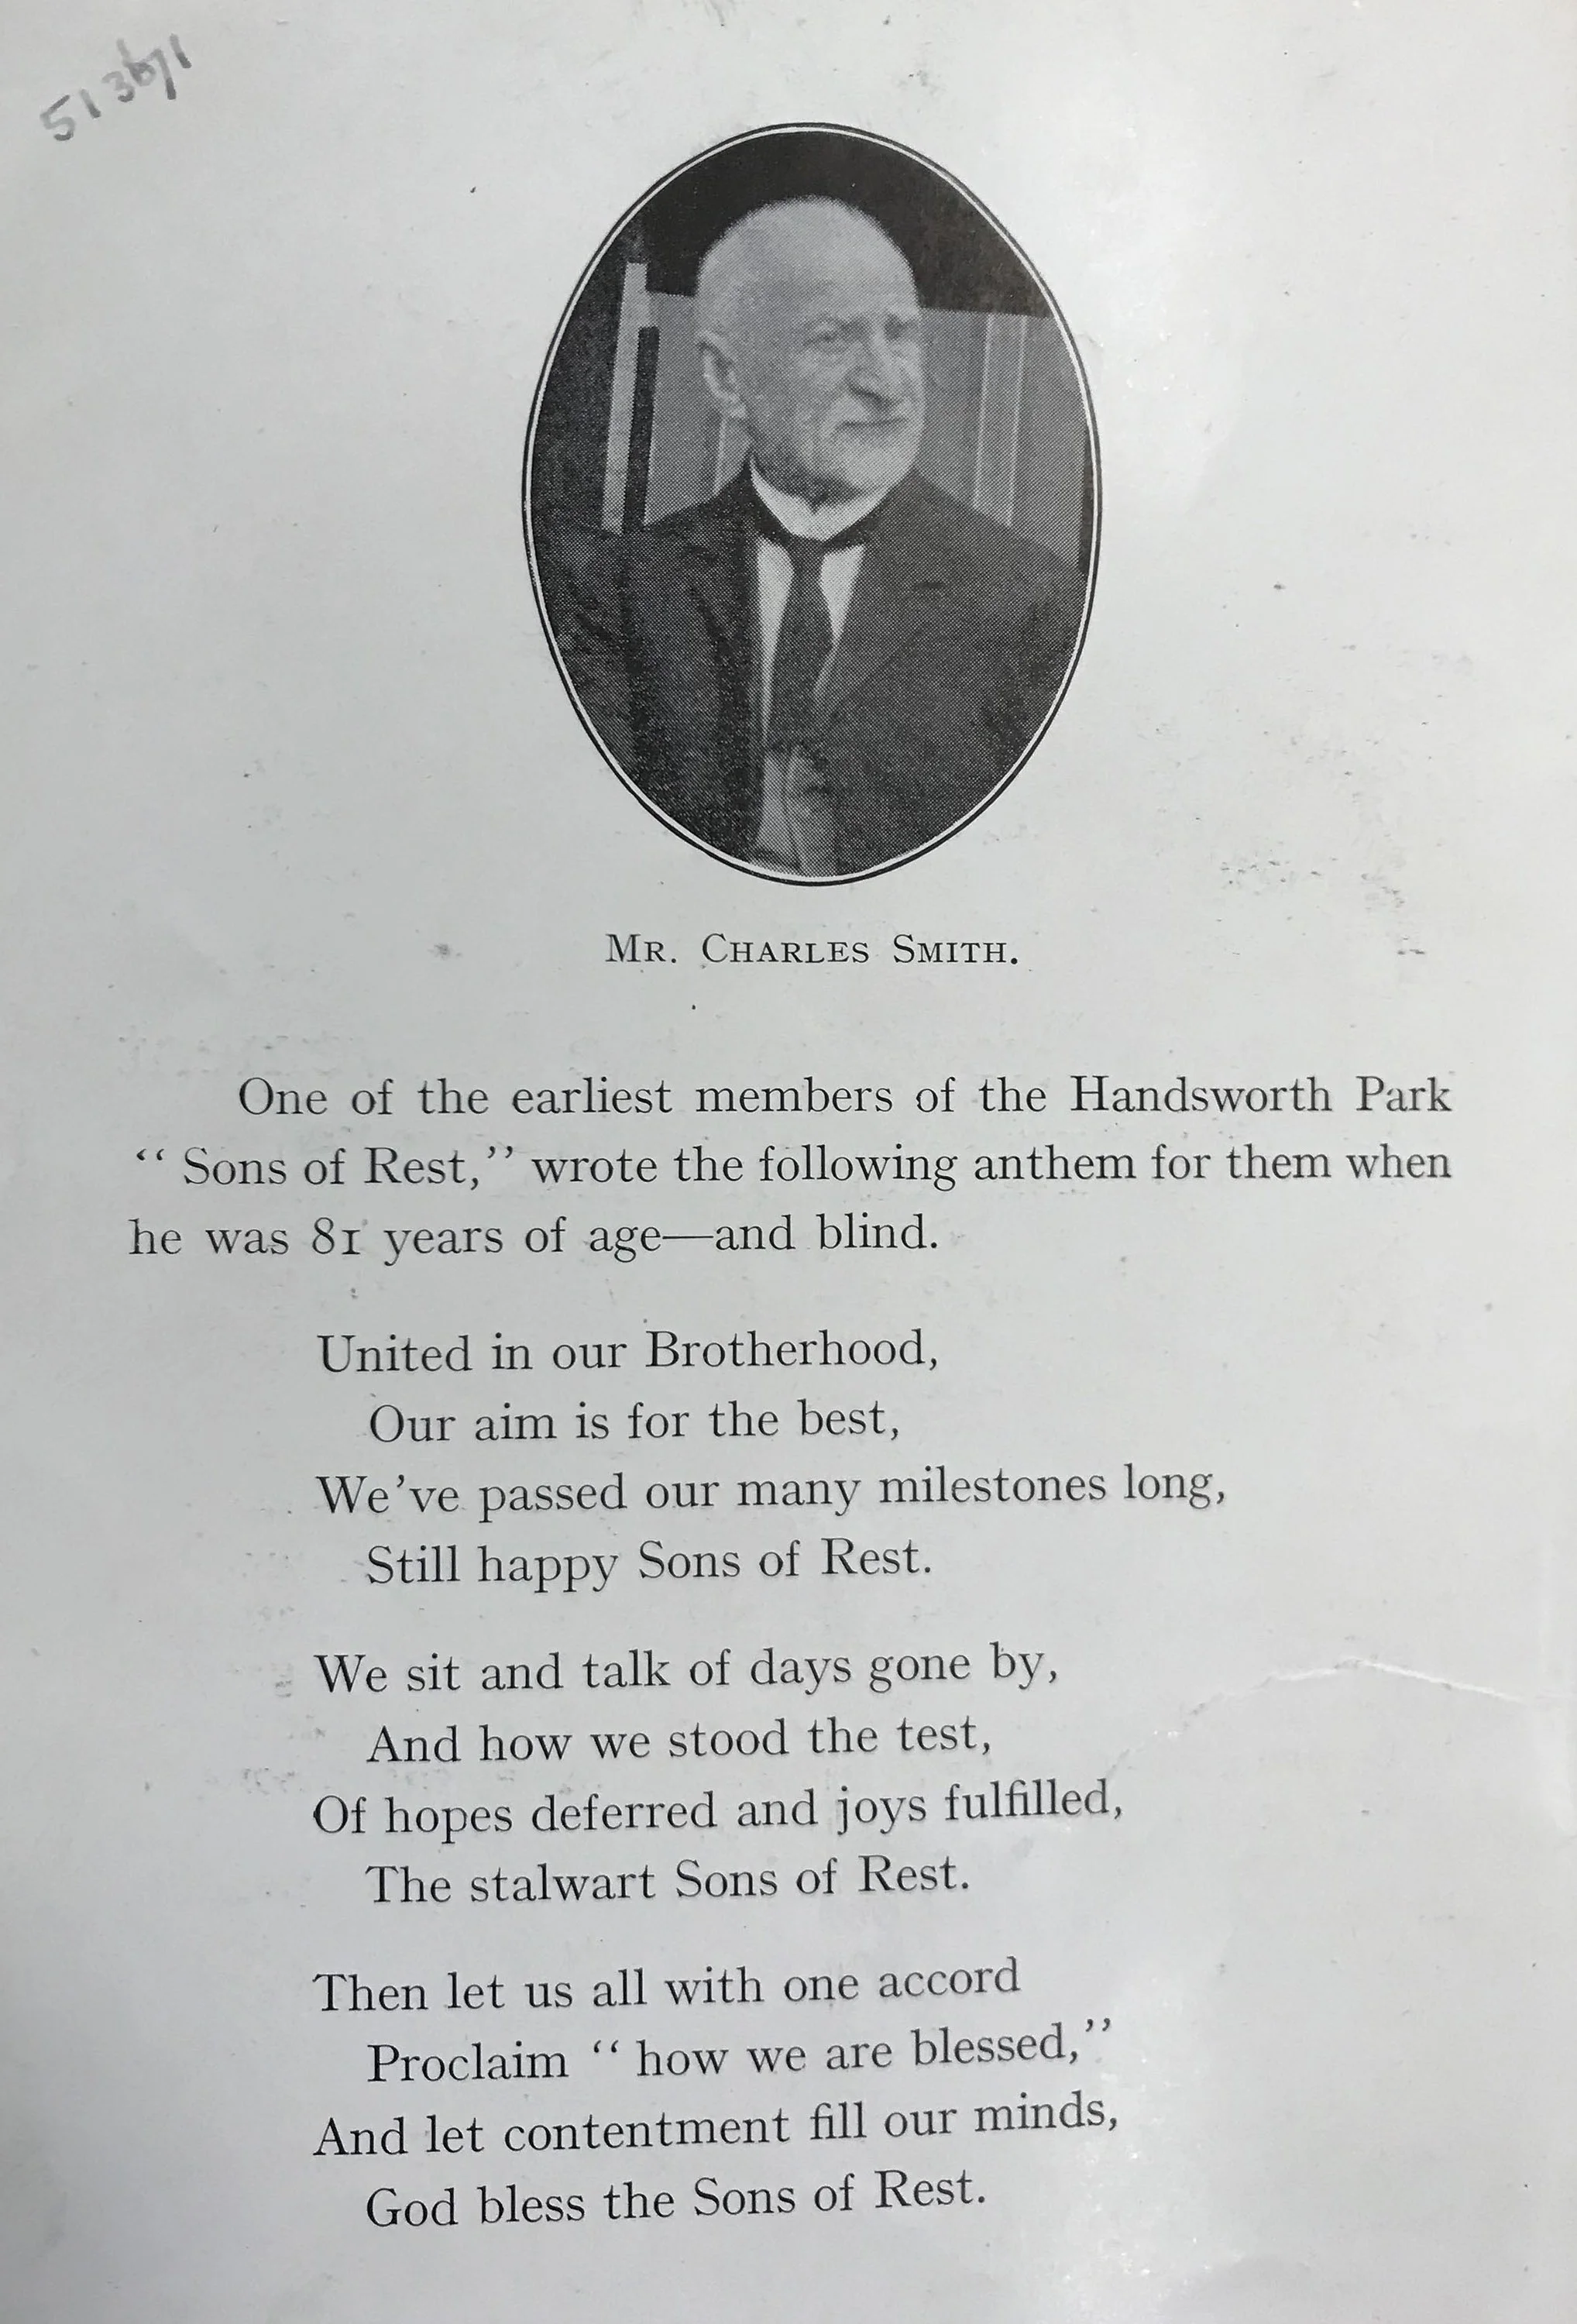 513671
MR. CHARLES SMITH.
One of the earliest members of the Handsworth Park
“ Sons of Rest,” wrote the following anthem for them when
he was 81 years of age—and blind.
United in our Brotherhood,
Our aim is for the best,
We’ve passed our many milestones long,
Still happy Sons of Rest.
We sit and talk of days gone by,
And how we stood the test,
Of hopes deferred and joys fulfilled,
The stalwart Sons of Rest.
Then let us all with one accord
Proclaim “ how we are blessed,”
And let contentment fill our minds,
God bless the Sons of Rest.